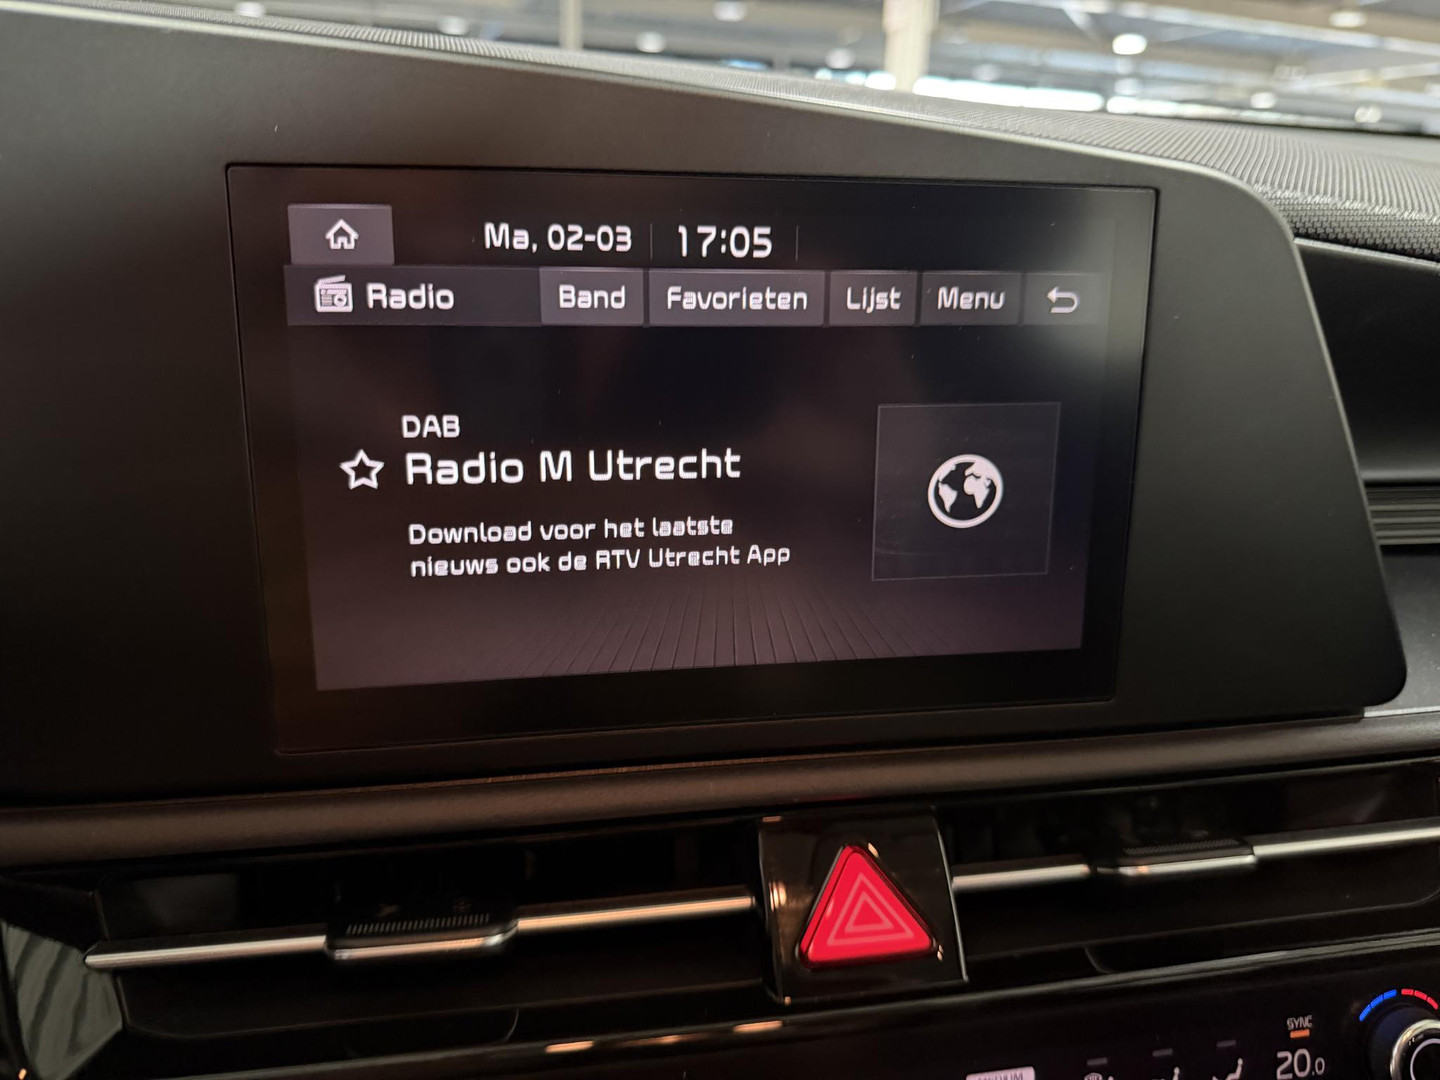 Ma, 02-03 17:05
Radio Band Favorieten Lijst Menu
DAB
Radio M Utrecht
Download voor het laatste
nieuws ook de RTV Utrecht App
SYNC
20.0